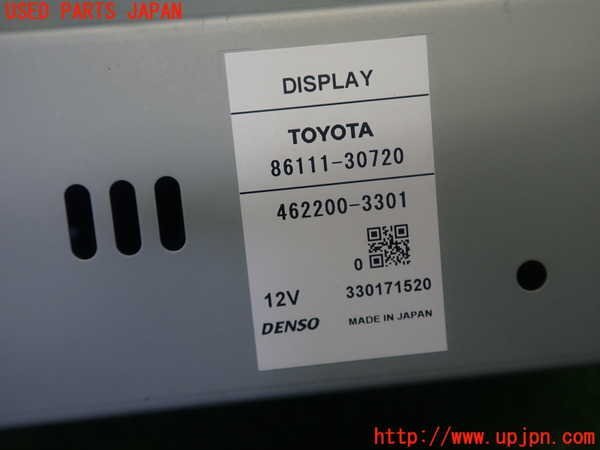 USED PARTS JAPAN
DISPLAY
TOYOTA
86111-30720
462200-3301
0
12V 330171520
DENSO MADE IN JAPAN
http://www.upjpn.com/